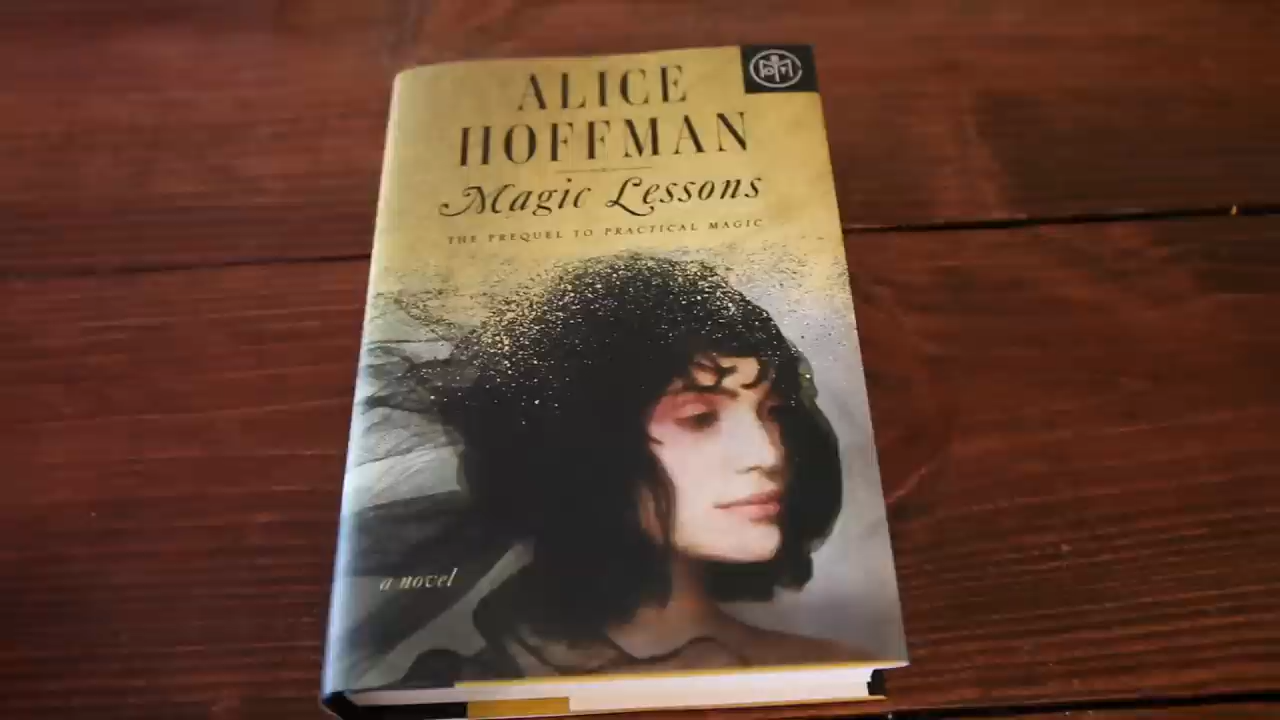 ALICE
HOFFMAN
Magic Lessons
THE PREQUEL TO PRACTICAL MAGIC
a novel